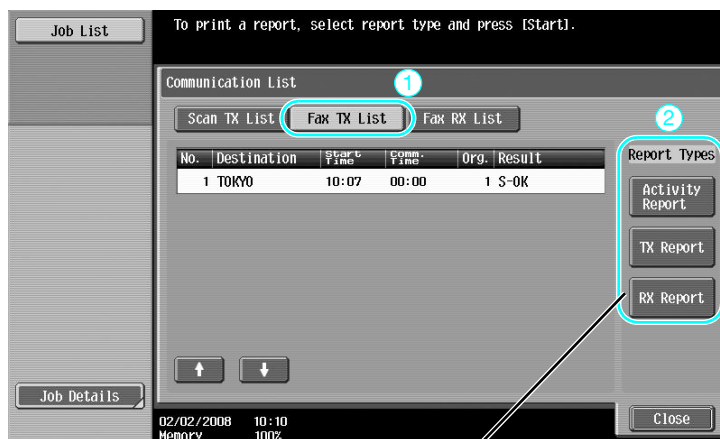 Job List
To print a report, select report type and press [Start].
Communication List
1
Scan TX List
Fax TX List
Fax RX List
2
No. Destination Start Time Comm. Time Org. Result
1 TOKYO 10:07 00:00 1 S-OK
Report Types
Activity
Report
TX Report
RX Report
Job Details
02/02/2008 10:10
Memory 100%
Close